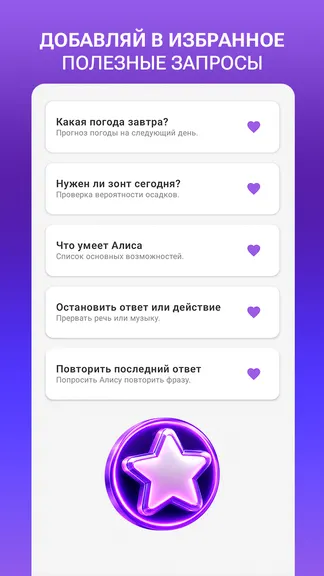 ДОБАВЛЯЙ В ИЗБРАННОЕ
ПОЛЕЗНЫЕ ЗАПРОСЫ
Какая погода завтра?
Прогноз погоды на следующий день.
Нужен ли зонт сегодня?
Проверка вероятности осадков.
Что умеет Алиса
Список основных возможностей.
Остановить ответ или действие
Прервать речь или музыку.
Повторить последний ответ
Попросить Алису повторить фразу.